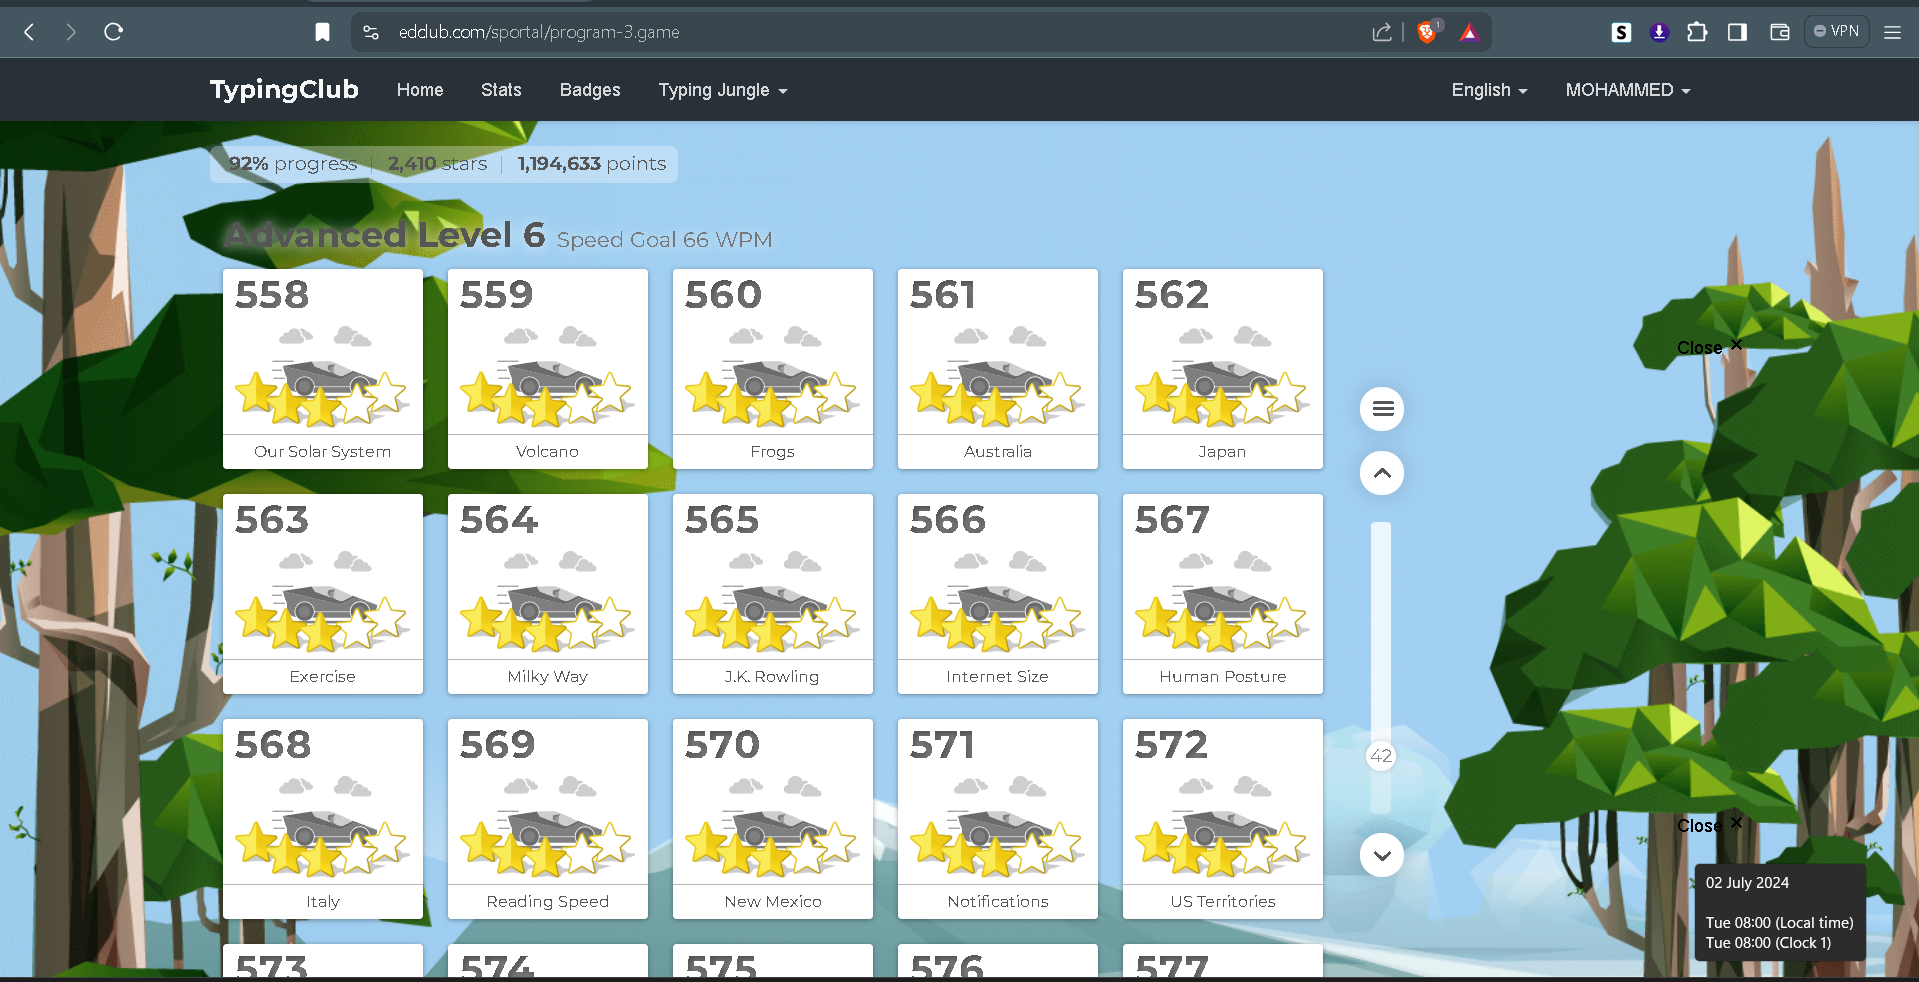 edclub.com/sportal/program-3.game
1
S
VPN
TypingClub Home Stats Badges Typing Jungle English MOHAMMED
92% progress | 2,410 stars | 1,194,633 points
Advanced Level 6 Speed Goal 66 WPM
558 559 560 561 562
Our Solar System Volcano Frogs Australia Japan
Close ×
563 564 565 566 567
Exercise Milky Way J.K. Rowling Internet Size Human Posture
568 569 570 571 572
42
Italy Reading Speed New Mexico Notifications US Territories
Close ×
573 574 575 576 577
02 July 2024
Tue 08:00 (Local time)
Tue 08:00 (Clock 1)